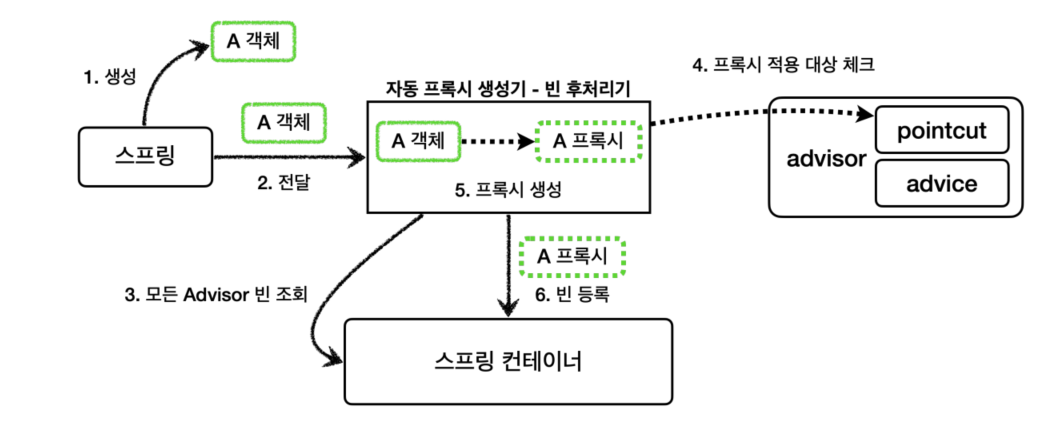 A 객체
1. 생성
스프링
A 객체
2. 전달
자동 프록시 생성기 - 빈 후처리기
A 객체
A 프록시
5. 프록시 생성
4. 프록시 적용 대상 체크
advisor
pointcut
advice
3. 모든 Advisor 빈 조회
A 프록시
6. 빈 등록
스프링 컨테이너